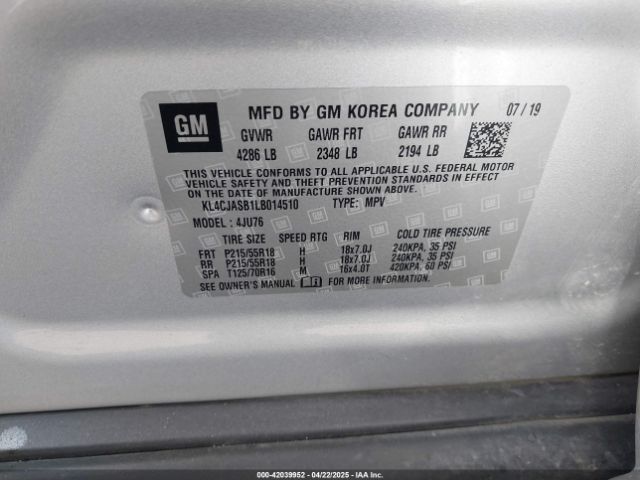 GM MFD BY GM KOREA COMPANY 07/19
GVWR GAWR FRT GAWR RR
4286 LB 2348 LB 2194 LB
THIS VEHICLE CONFORMS TO ALL APPLICABLE U.S. FEDERAL MOTOR
VEHICLE SAFETY, BUMPER, AND THEFT PREVENTION STANDARDS IN
EFFECT ON THE DATE OF MANUFACTURE SHOWN ABOVE.
KL4CJASB1LB014510 TYPE: MPV
MODEL: 4JU76
TIRE SIZE SPEED RTG RIM COLD TIRE PRESSURE
FRT P215/55R18 H 18x7.0J 240KPA, 35 PSI
RR P215/55R18 H 18x7.0J 240KPA, 35 PSI
SPA T125/70R16 M 16x4.0T 420KPA, 60 PSI
SEE OWNER'S MANUAL FOR MORE INFORMATION
000-42039952 - 04/22/2025 - IAA.CA